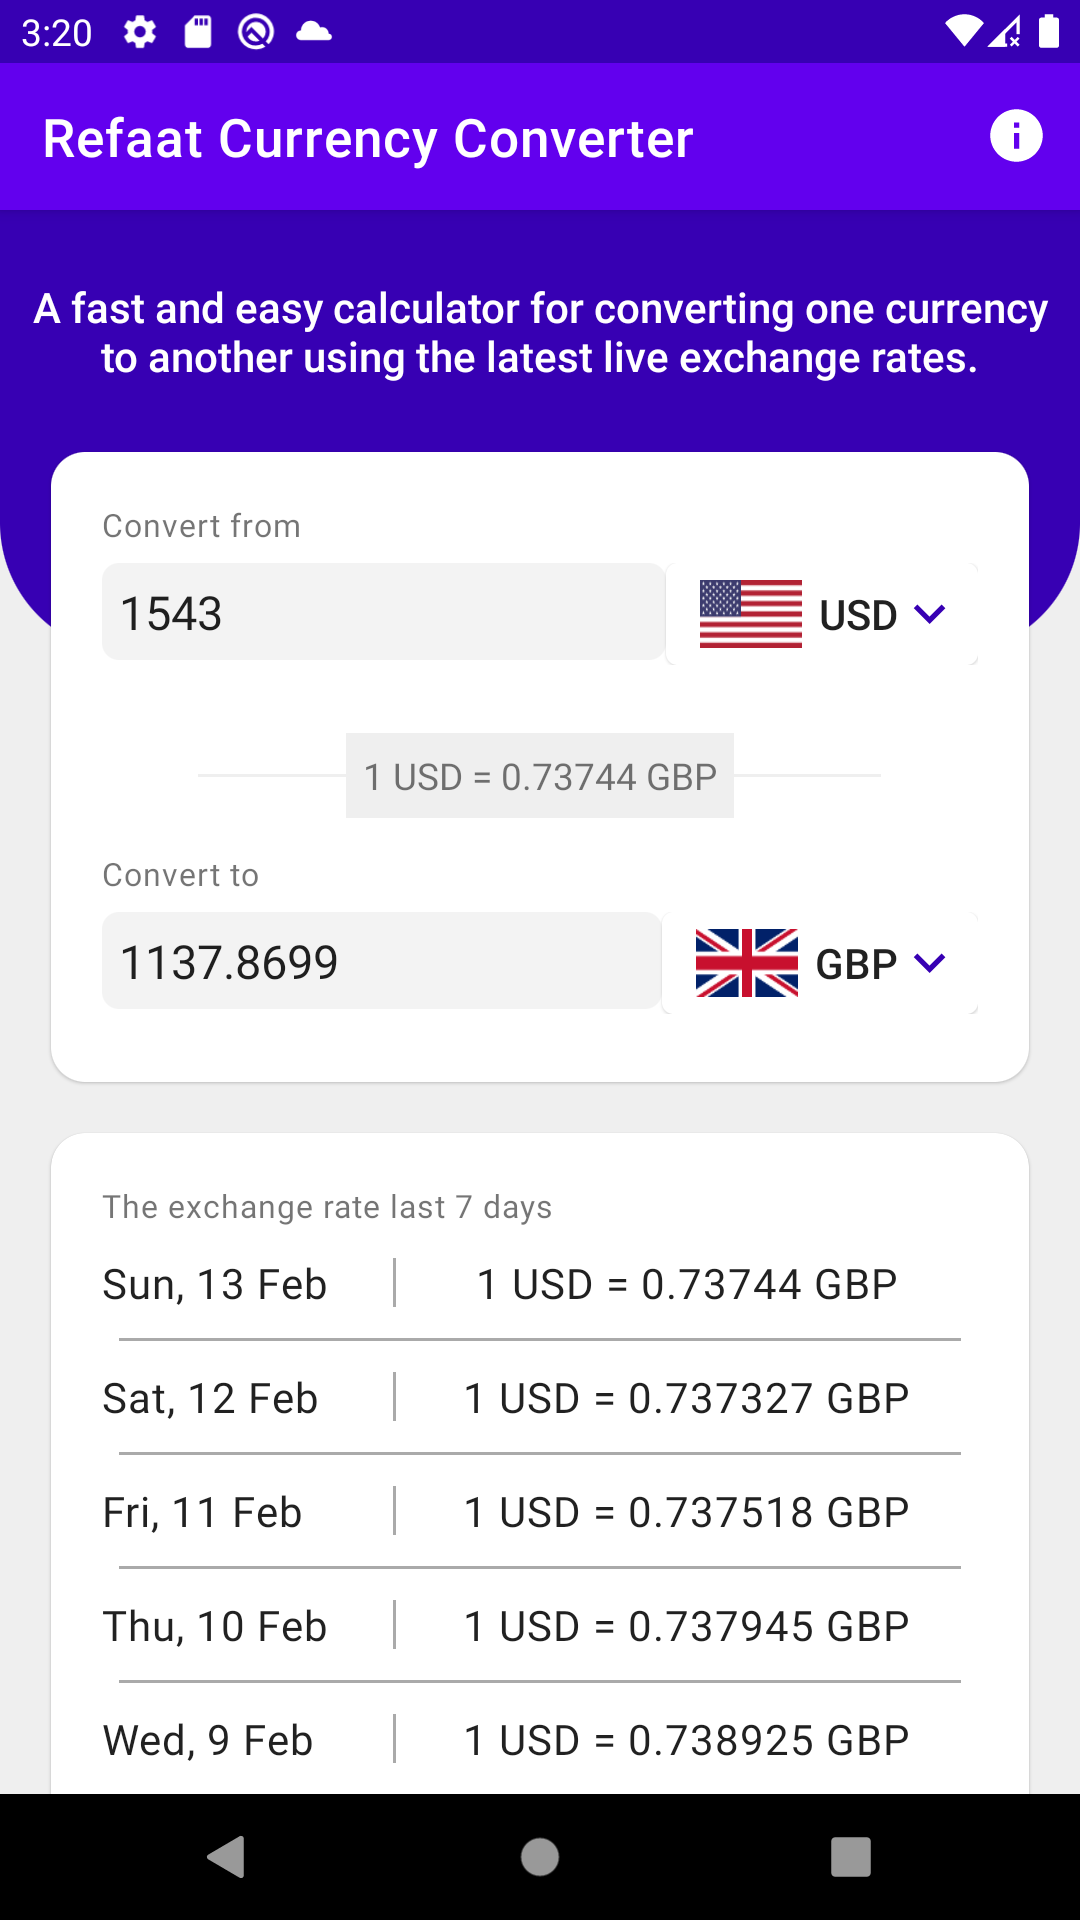 3:20
Refaat Currency Converter
A fast and easy calculator for converting one currency
to another using the latest live exchange rates.
Convert from
1543
USD
1 USD = 0.73744 GBP
Convert to
1137.8699
GBP
The exchange rate last 7 days
Sun, 13 Feb 1 USD = 0.73744 GBP
Sat, 12 Feb 1 USD = 0.737327 GBP
Fri, 11 Feb 1 USD = 0.737518 GBP
Thu, 10 Feb 1 USD = 0.737945 GBP
Wed, 9 Feb 1 USD = 0.738925 GBP